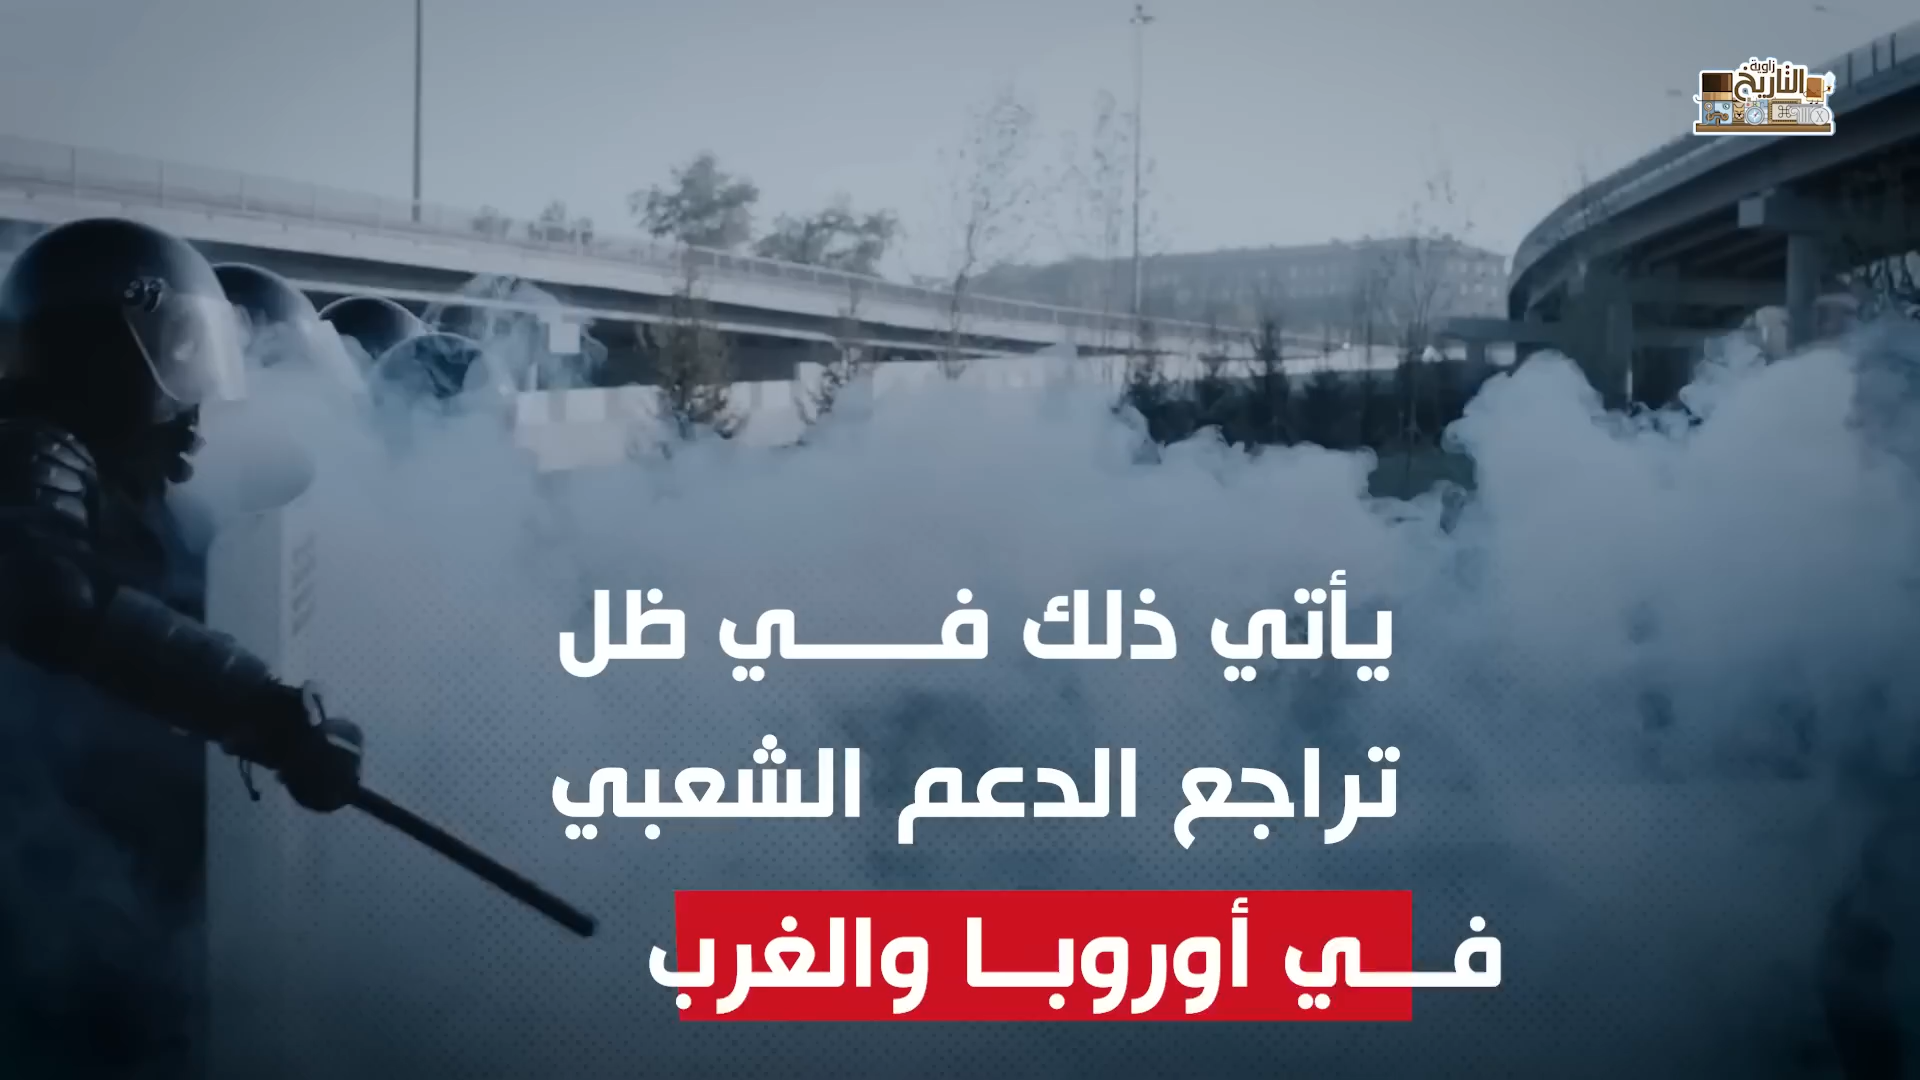 زاوية
التاريخ
يأتي ذلك في ظل
تراجع الدعم الشعبي
في أوروبا والغرب